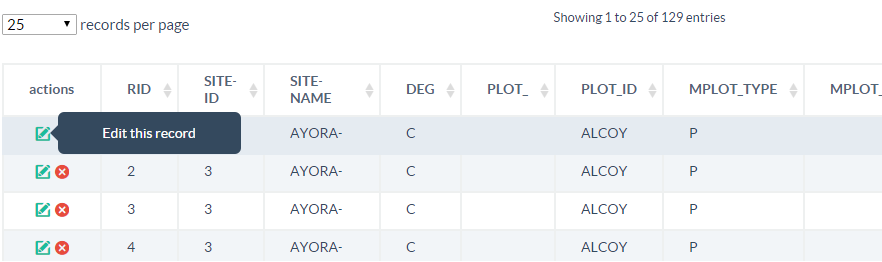 25 records per page
Showing 1 to 25 of 129 entries
actions RID SITE-ID SITE-NAME DEG PLOT_ PLOT_ID MPLOT_TYPE MPLOT_
Edit this record AYORA- C ALCOY P
2 3 AYORA- C ALCOY P
3 3 AYORA- C ALCOY P
4 3 AYORA- C ALCOY P